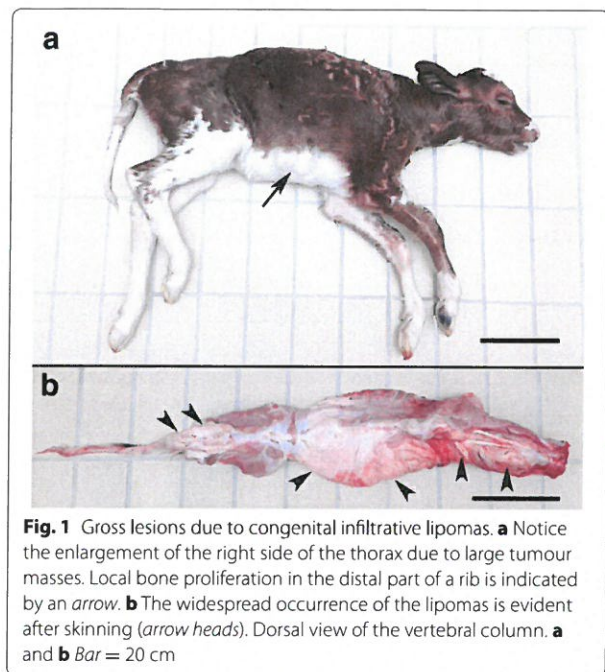 a
b
Fig. 1 Gross lesions due to congenital infiltrative lipomas. a Notice
the enlargement of the right side of the thorax due to large tumour
masses. Local bone proliferation in the distal part of a rib is indicated
by an arrow. b The widespread occurrence of the lipomas is evident
after skinning (arrow heads). Dorsal view of the vertebral column. a
and b Bar = 20 cm